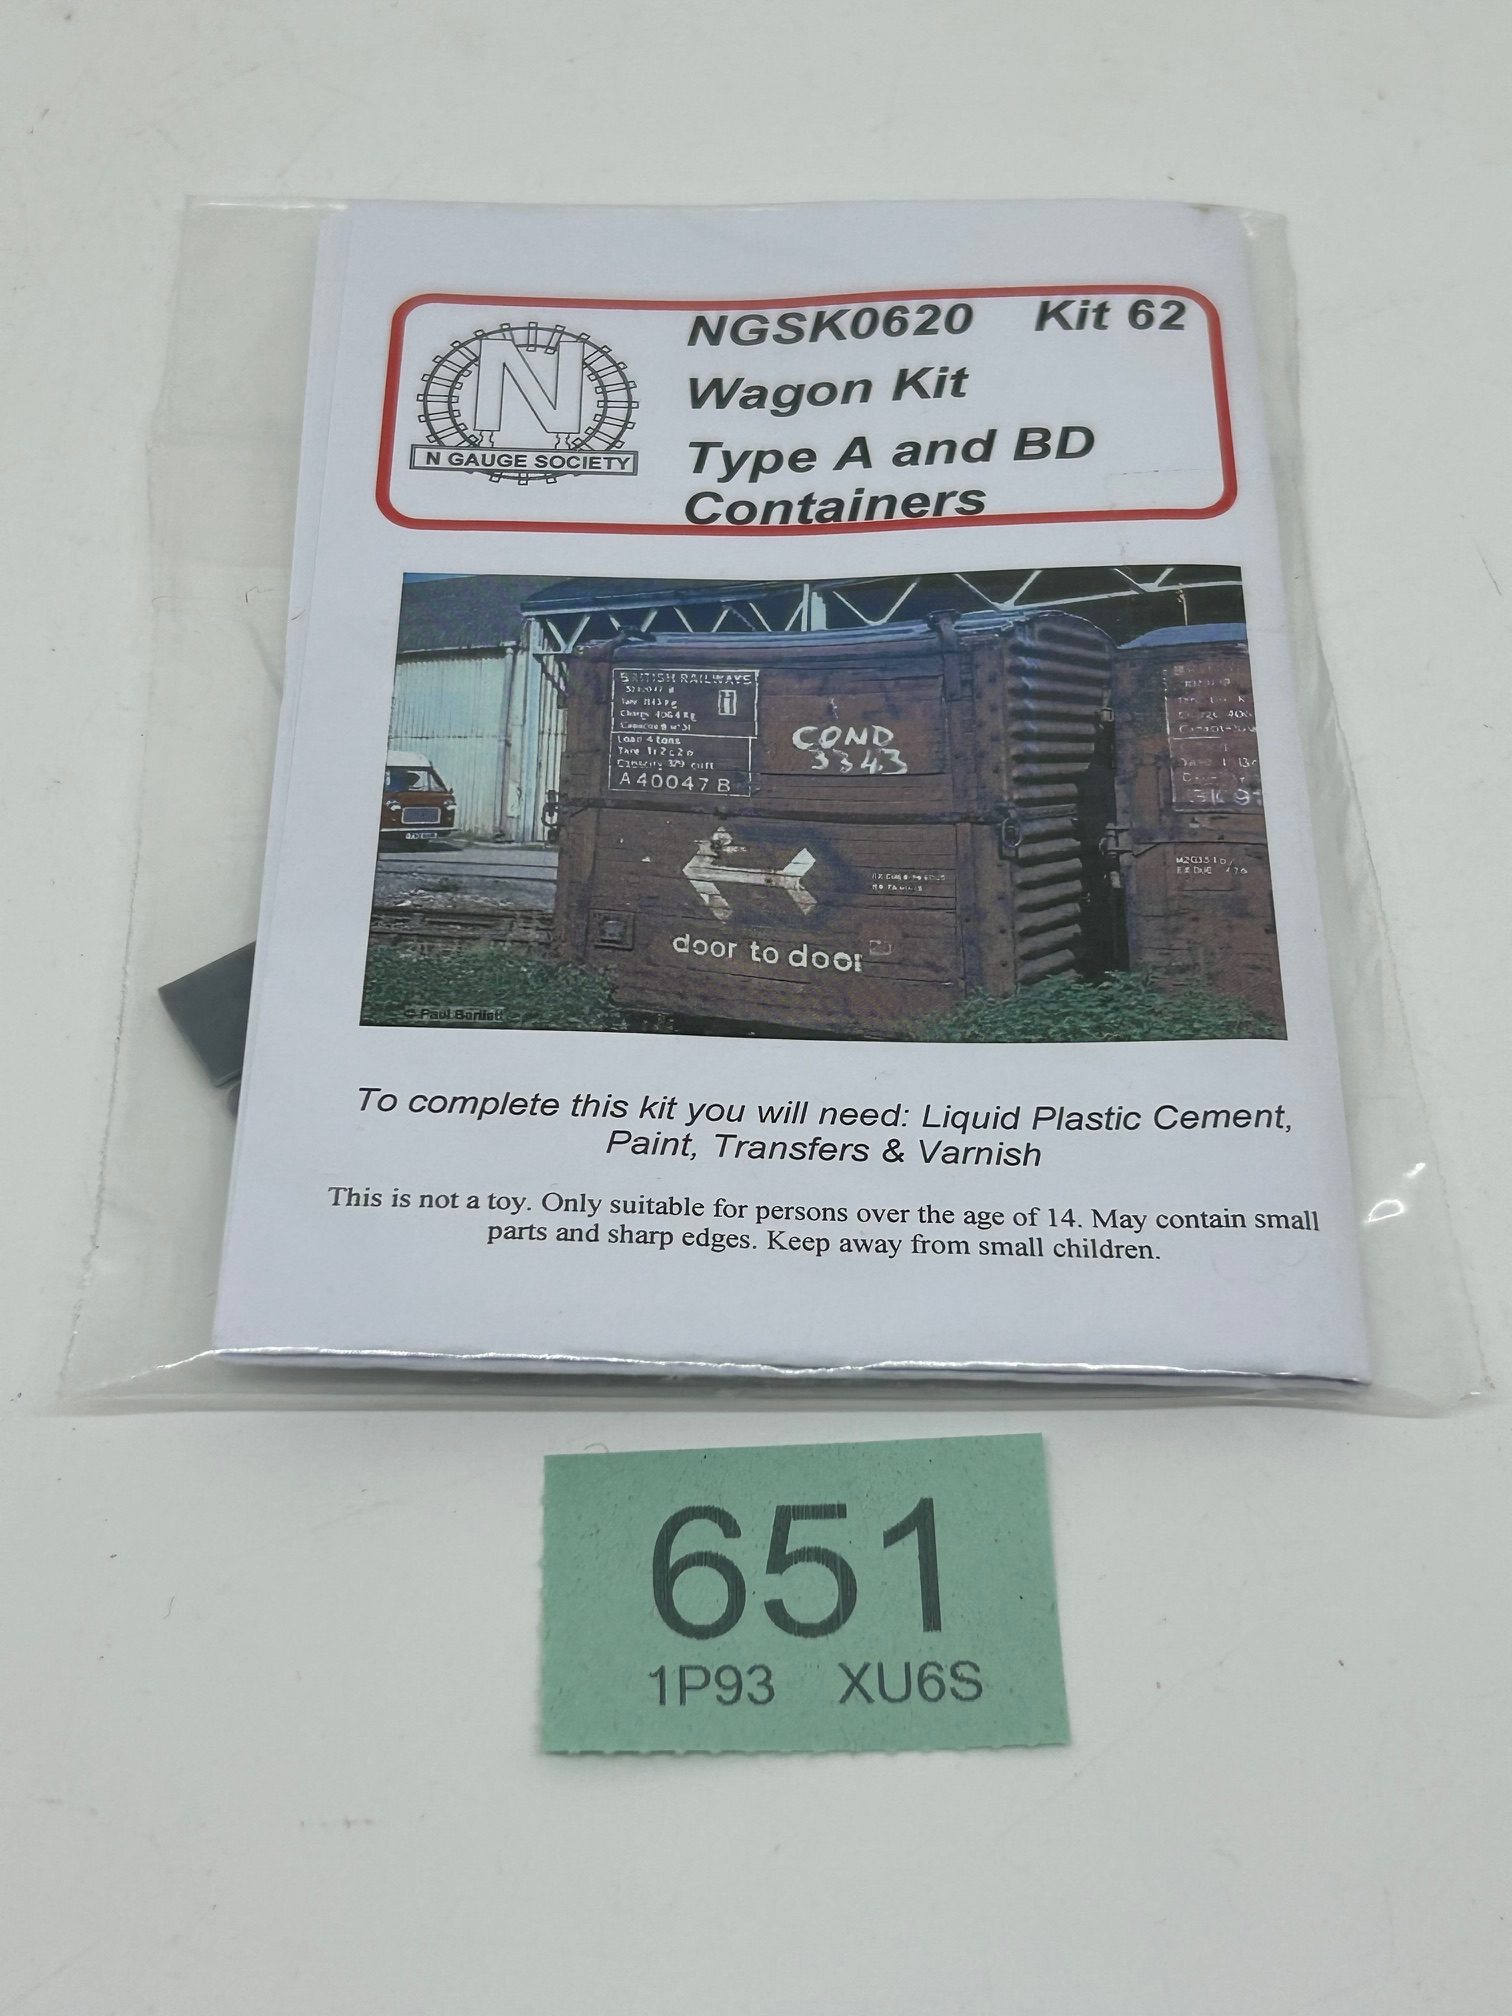 NGSK0620 Kit 62
Wagon Kit
Type A and BD
Containers
N
N GAUGE SOCIETY
BRITISH RAILWAYS
Load 4 tons
A 40047 B
COND
3343
door to door
© Paul Bartlett
To complete this kit you will need: Liquid Plastic Cement,
Paint, Transfers & Varnish
This is not a toy. Only suitable for persons over the age of 14. May contain small
parts and sharp edges. Keep away from small children.
651
1P93 XU6S